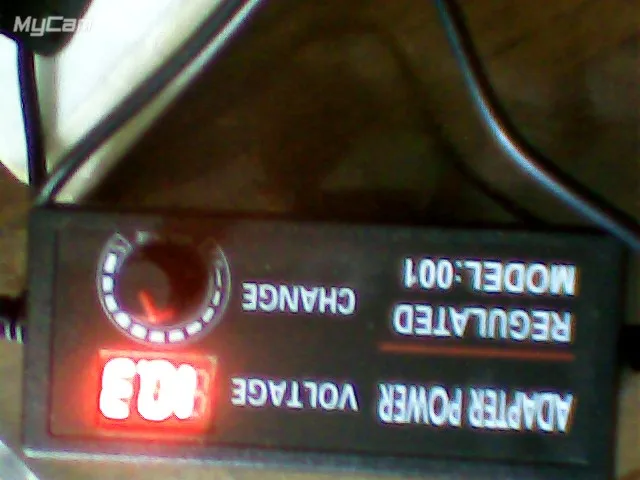 MyCam
ADAPTER POWER
REGULATED
MODEL:001
VOLTAGE
CHANGE